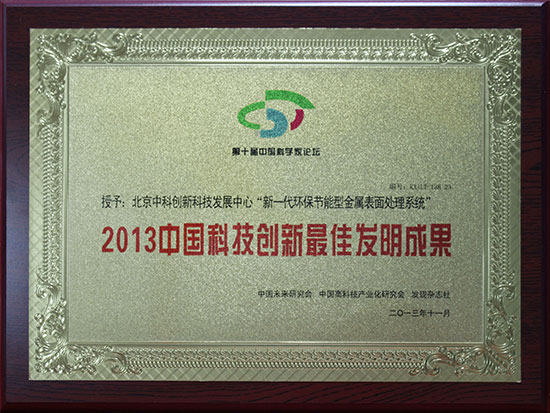 第十届中国科学家论坛
编号:
授予：北京中科创新科技发展中心“新一代环保节能型金属表面处理系统”
2013中国科技创新最佳发明成果
中国未来研究会 中国高科技产业化研究会 发现杂志社
二〇一三年十一月